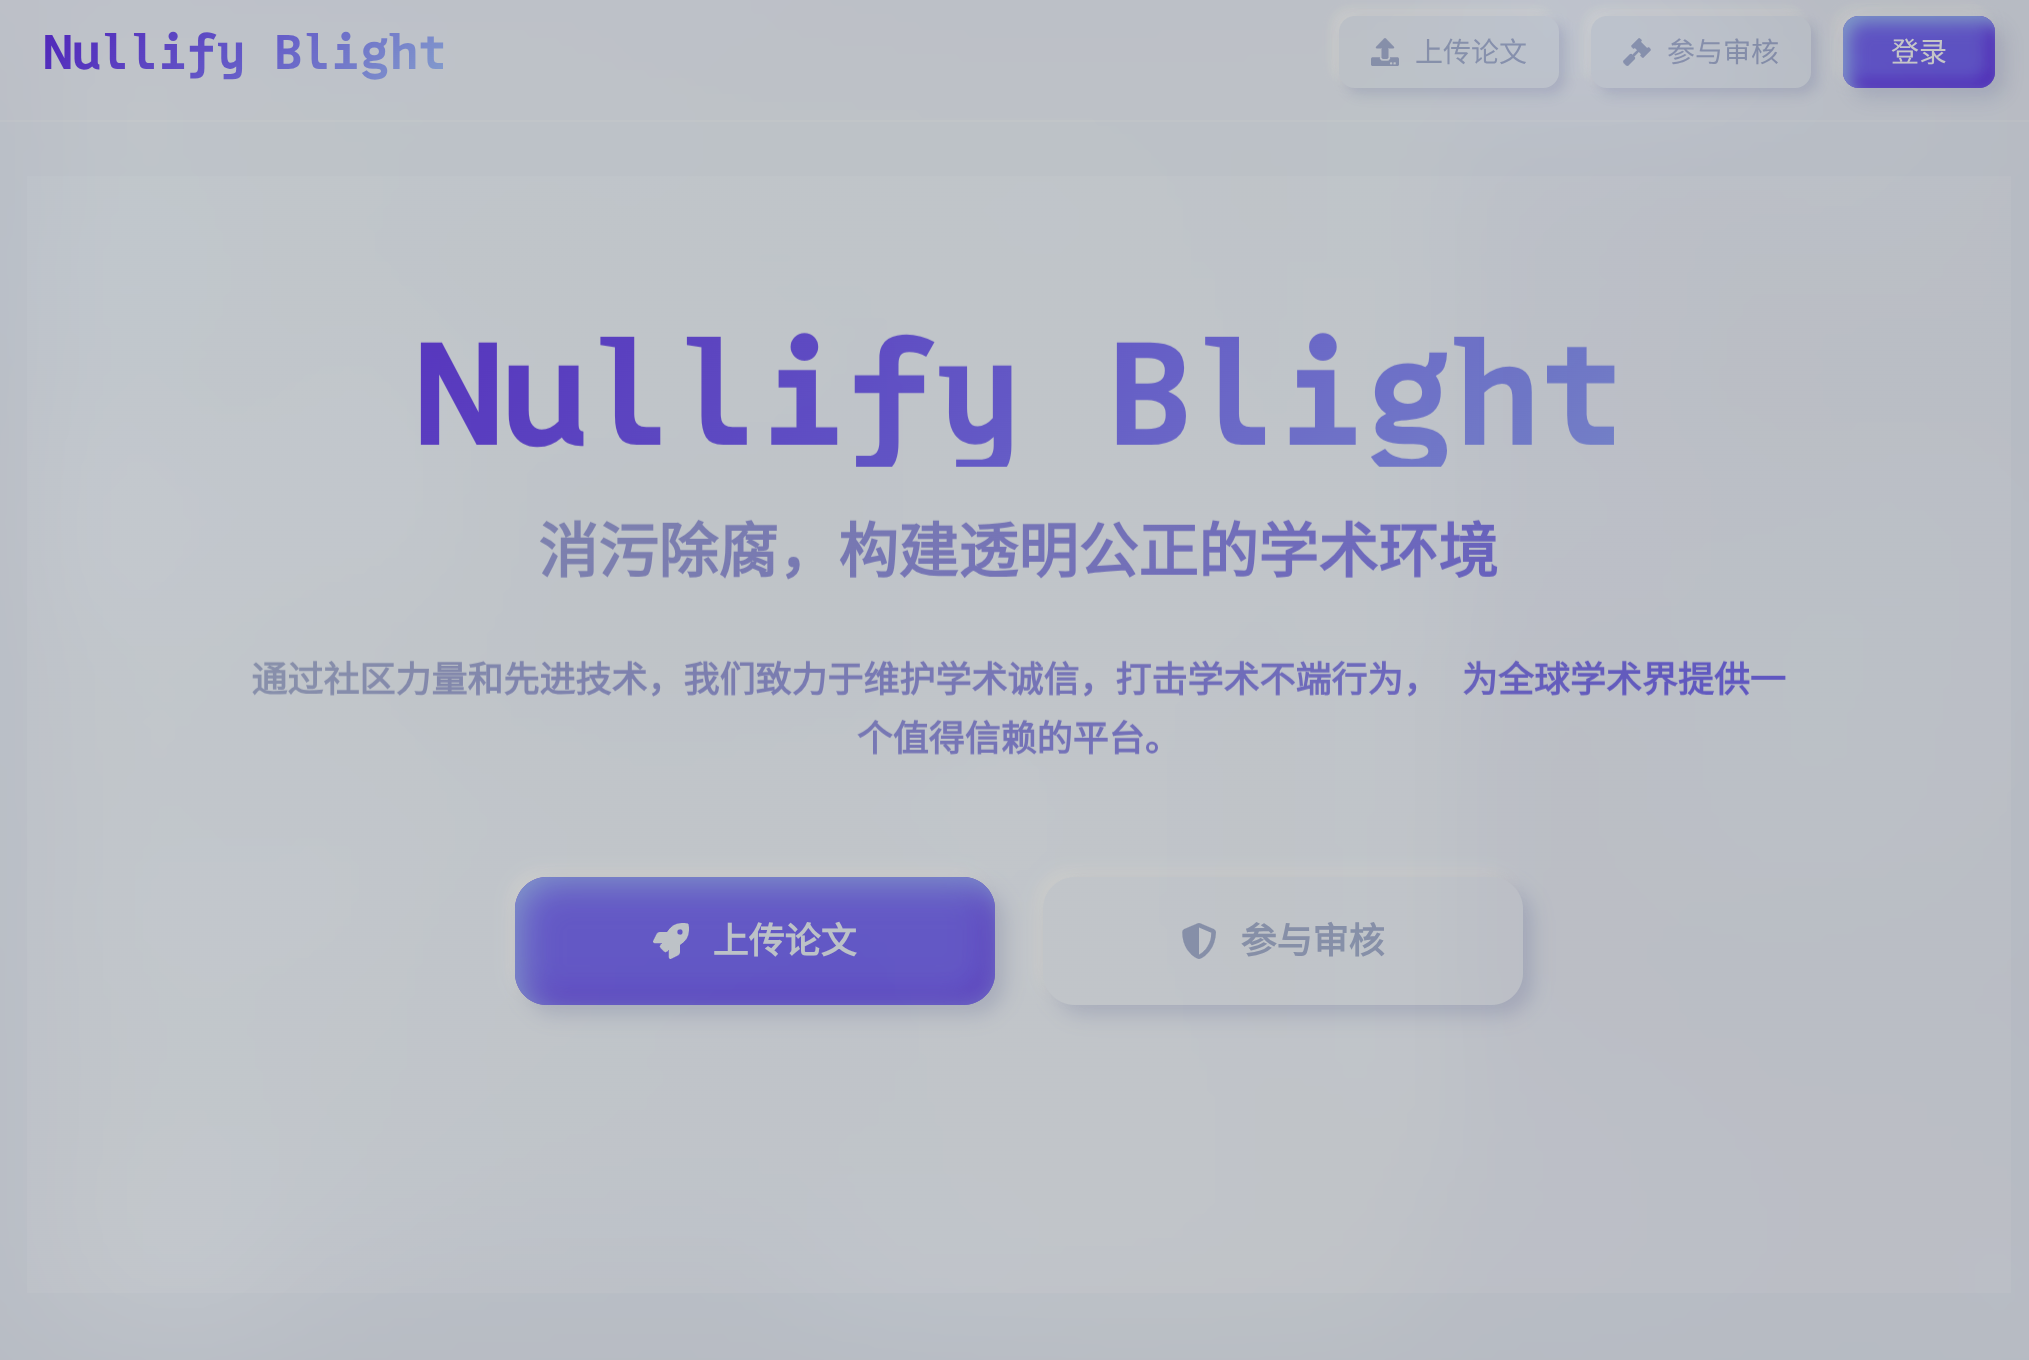 Nullify Blight
上传论文
参与审核
登录
Nullify Blight
消污除腐，构建透明公正的学术环境
通过社区力量和先进技术，我们致力于维护学术诚信，打击学术不端行为， 为全球学术界提供一
个值得信赖的平台。
上传论文
参与审核